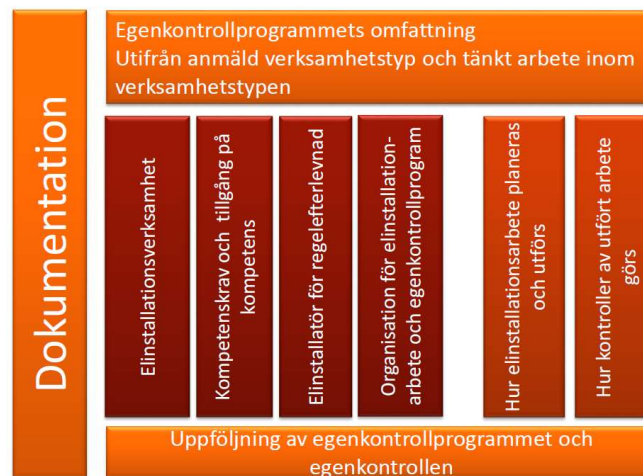 Dokumentation
Egenkontrollprogrammets omfattning
Utifrån anmäld verksamhetstyp och tänkt arbete inom
verksamhetstypen
Elinstallationsverksamhet
Kompetenskrav och tillgång på
kompetens
Elinstallatör för regelefterlevnad
Organisation för elinstallation-
arbete och egenkontrollprogram
Hur elinstallationsarbete planeras
och utförs
Hur kontroller av utfört arbete
görs
Uppföljning av egenkontrollprogrammet och
egenkontrollen